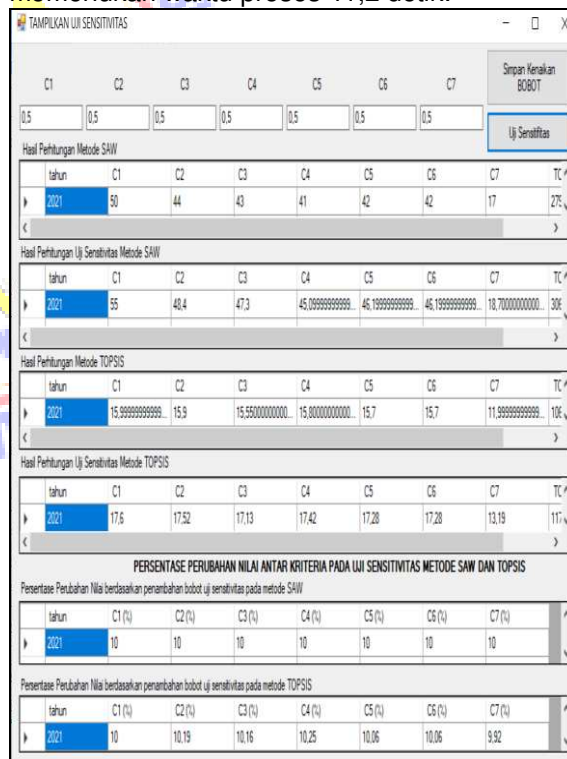 TAMPILKAN UJI SENSITIVITAS
C1 C2 C3 C4 C5 C6 C7
Simpan Kenaikan BOBOT
0,5 0,5 0,5 0,5 0,5 0,5 0,5
Uji Sensitifitas
Hasil Perhitungan Metode SAW
tahun C1 C2 C3 C4 C5 C6 C7
2021 50 44 43 41 42 42 17
Hasil Perhitungan Uji Sensitivitas Metode SAW
tahun C1 C2 C3 C4 C5 C6 C7
2021 55 48,4 47,3 45,09999999999... 46,19999999999... 46,19999999999... 18,70000000000...
Hasil Perhitungan Metode TOPSIS
tahun C1 C2 C3 C4 C5 C6 C7
2021 15,99999999999... 15,9 15,55000000000... 15,80000000000... 15,7 15,7 11,99999999999...
Hasil Perhitungan Uji Sensitivitas Metode TOPSIS
tahun C1 C2 C3 C4 C5 C6 C7
2021 17,6 17,52 17,13 17,42 17,28 17,28 13,19
PERSENTASE PERUBAHAN NILAI ANTAR KRITERIA PADA UJI SENSITIVITAS METODE SAW DAN TOPSIS
Persentase Perubahan Nilai berdasarkan penambahan bobot uji sensitivitas pada metode SAW
tahun C1 (%) C2 (%) C3 (%) C4 (%) C5 (%) C6 (%) C7 (%)
2021 10 10 10 10 10 10 10
Persentase Perubahan Nilai berdasarkan penambahan bobot uji sensitivitas pada metode TOPSIS
tahun C1 (%) C2 (%) C3 (%) C4 (%) C5 (%) C6 (%) C7 (%)
2021 10 10,19 10,16 10,25 10,06 10,06 9,92